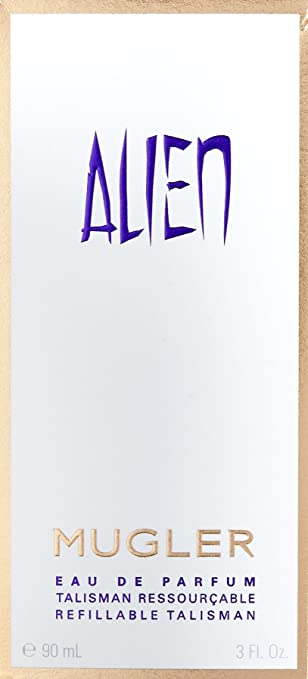 ALIEN
MUGLER
EAU DE PARFUM
TALISMAN RESSOURÇABLE
REFILLABLE TALISMAN
℮ 90 mL 3 Fl. Oz.